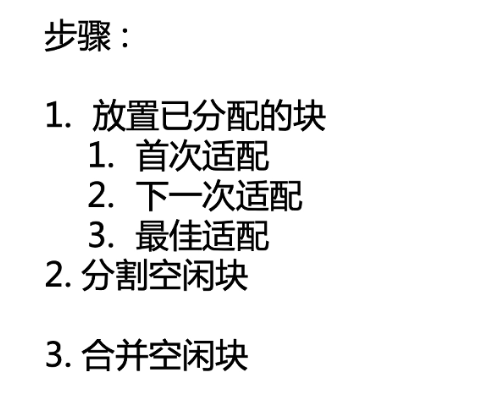 步骤：
1. 放置已分配的块
1. 首次适配
2. 下一次适配
3. 最佳适配
2. 分割空闲块
3. 合并空闲块